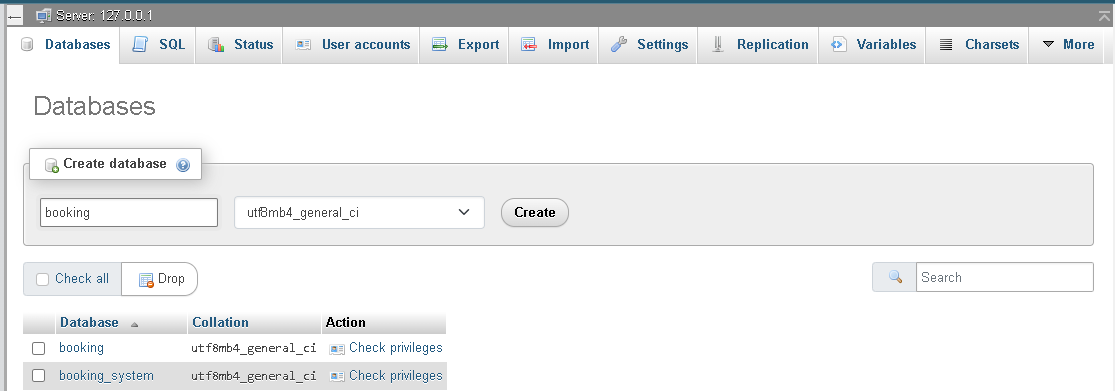 Server: 127.0.0.1
Databases SQL Status User accounts Export Import Settings Replication Variables Charsets More
Databases
Create database
booking utf8mb4_general_ci Create
Check all Drop Search
Database Collation Action
booking utf8mb4_general_ci Check privileges
booking_system utf8mb4_general_ci Check privileges